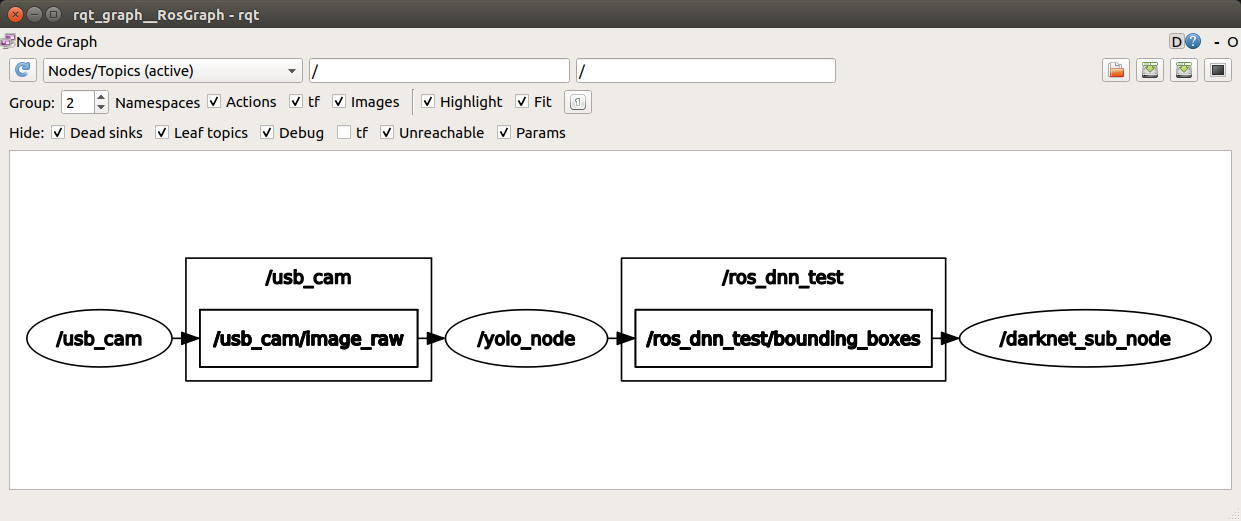 rqt_graph__RosGraph - rqt
Node Graph D ? - O
Nodes/Topics (active) / /
Group: 2 Namespaces Actions tf Images Highlight Fit
Hide: Dead sinks Leaf topics Debug tf Unreachable Params
/usb_cam /ros_dnn_test
/usb_cam /usb_cam/image_raw /yolo_node /ros_dnn_test/bounding_boxes /darknet_sub_node